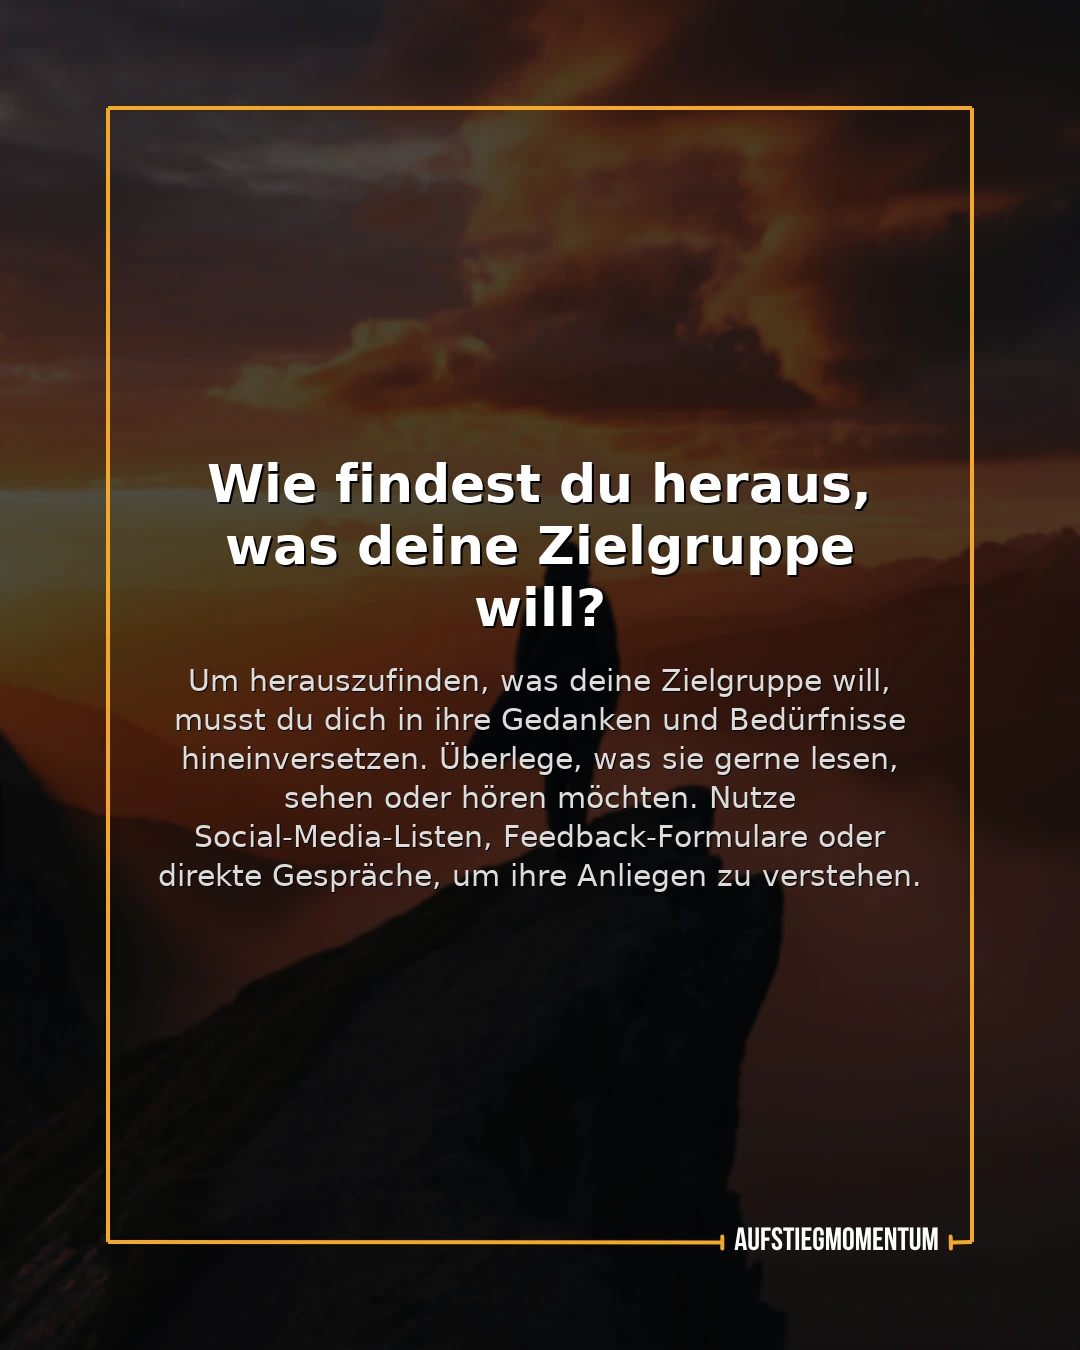 Wie findest du heraus,
was deine Zielgruppe
will?
Um herauszufinden, was deine Zielgruppe will,
musst du dich in ihre Gedanken und Bedürfnisse
hineinversetzen. Überlege, was sie gerne lesen,
sehen oder hören möchten. Nutze
Social-Media-Listen, Feedback-Formulare oder
direkte Gespräche, um ihre Anliegen zu verstehen.
AUFSTIEGMOMENTUM